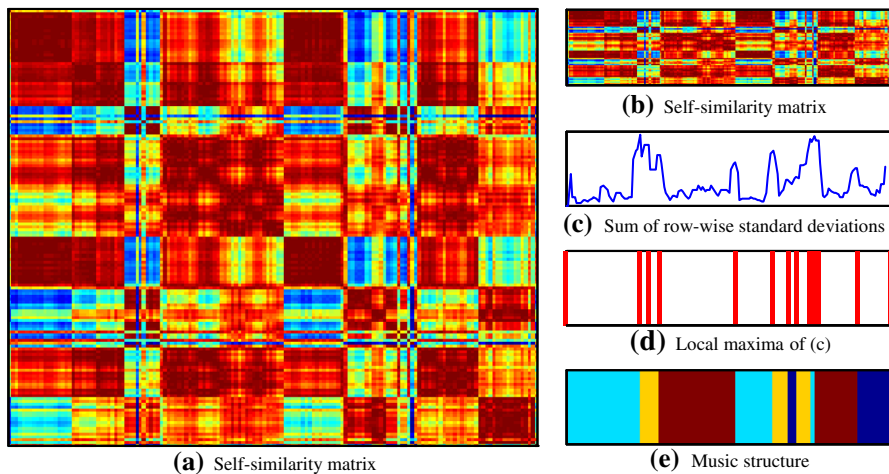 (b) Self-similarity matrix
(c) Sum of row-wise standard deviations
(d) Local maxima of (c)
(a) Self-similarity matrix
(e) Music structure